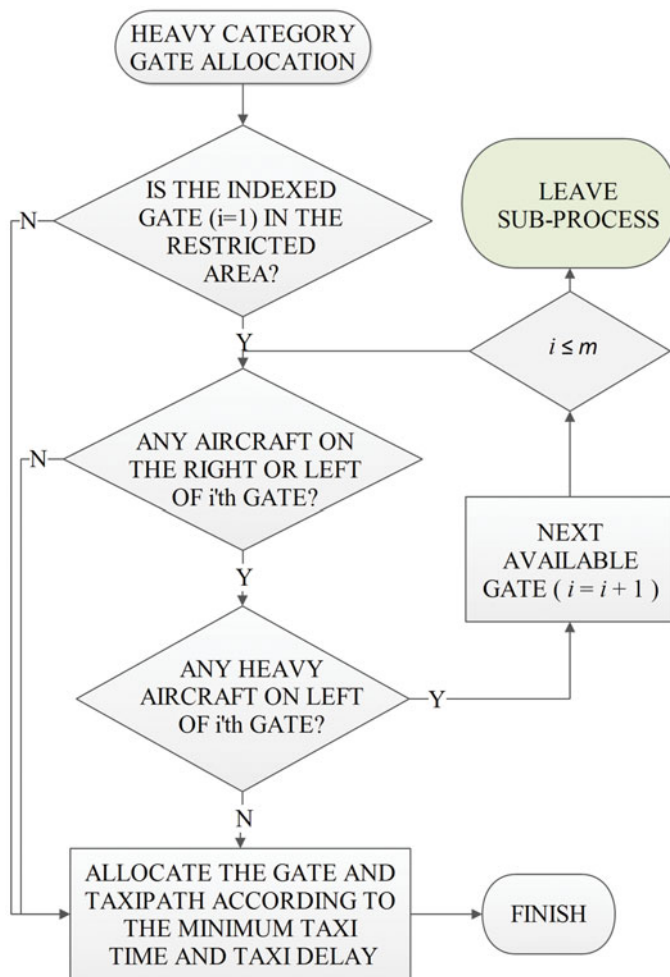 HEAVY CATEGORY
GATE ALLOCATION
IS THE INDEXED
GATE (i=1) IN THE
RESTRICTED
AREA?
N
Y
LEAVE
SUB-PROCESS
i ≤ m
ANY AIRCRAFT ON
THE RIGHT OR LEFT
OF i'th GATE?
N
Y
NEXT
AVAILABLE
GATE ( i = i + 1 )
ANY HEAVY
AIRCRAFT ON LEFT
OF i'th GATE?
Y
N
ALLOCATE THE GATE AND
TAXIPATH ACCORDING TO
THE MINIMUM TAXI
TIME AND TAXI DELAY
FINISH